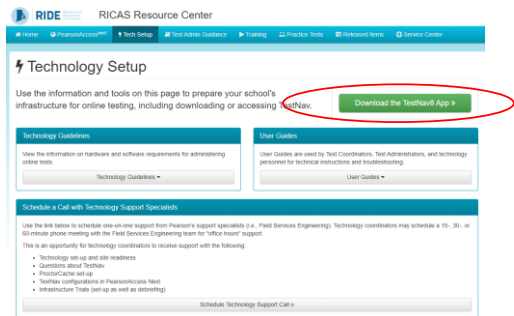 RIDE RICAS Resource Center
Home PearsonAccessnext Tech Setup Test Admin Guidance Training Practice Tests Released Items Service Center
Technology Setup
Use the information and tools on this page to prepare your school's
infrastructure for online testing, including downloading or accessing TestNav.
Download the TestNav8 App »
Technology Guidelines
View the information on hardware and software requirements for administering
online tests.
Technology Guidelines
User Guides
User Guides are used by Test Coordinators, Test Administrators, and technology
personnel for technical instructions and troubleshooting.
User Guides
Schedule a Call with Technology Support Specialists
Use the link below to schedule one-on-one support from Pearson's support specialists (i.e., Field Services Engineering). Technology coordinators may schedule a 15-, 30-, or
60-minute phone meeting with the Field Services Engineering team for "office hours" support.
This is an opportunity for technology coordinators to receive support with the following:
• Technology set-up and site readiness
• Questions about TestNav
• ProctorCache set-up
• TestNav configurations in PearsonAccess Next
• Infrastructure Trials (set-up as well as debriefing)
Schedule Technology Support Call »